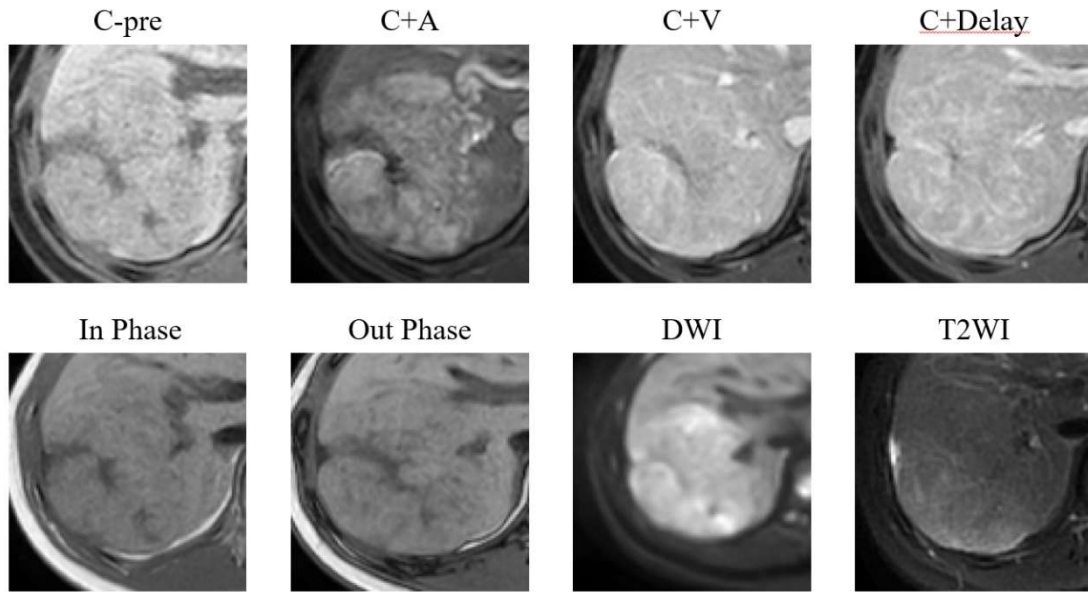 C-pre
C+A
C+V
C+Delay
In Phase
Out Phase
DWI
T2WI